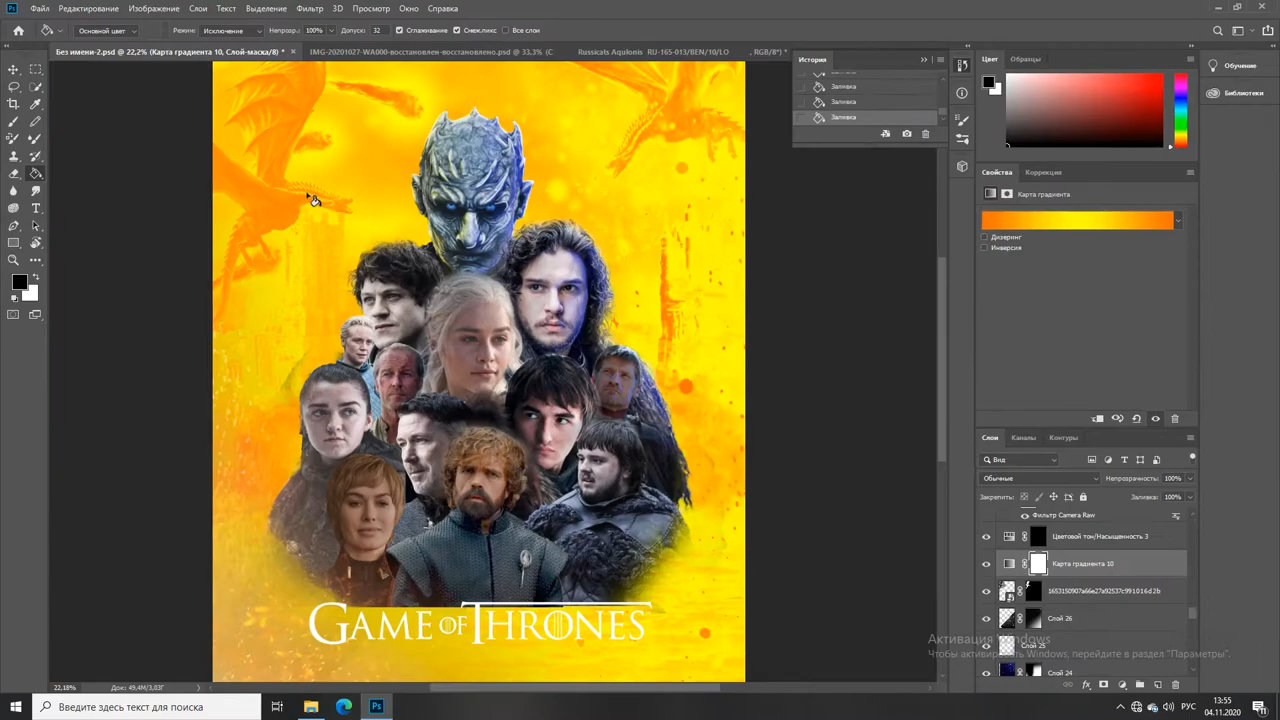 Ps Файл Редактирование Изображение Слои Текст Выделение Фильтр 3D Просмотр Окно Справка
Основной цвет Режим: Исключение Непрозр.: 100% Допуск: 32 Сглаживание Смеж. пикс Все слои
Без имени-2.psd @ 22,2% (Карта градиента 10, Слой-маска/8) * × IMG-20201027-WA000-восстановлен-восстановлено.psd @ 33,3% (C Russicats Aquilonis RU-165-013/BEN/10/LO , RGB/8*) *
История
Заливка
Заливка
Заливка
Цвет Образцы
Обучение
Библиотеки
Свойства Коррекция
Карта градиента
Дизеринг
Инверсия
GAME OF THRONES
Слои Каналы Контуры
Вид
Обычные Непрозрачность: 100%
Закрепить: Заливка: 100%
Фильтр Camera Raw
Цветовой тон/Насыщенность 3
Карта градиента 10
Слой 26
Слой 25
Слой 24
Активация Windows
Чтобы активировать Windows, перейдите в раздел "Параметры".
22,18% Док: 49,4M/3,03Г
Введите здесь текст для поиска
Ps
РУС
13:55
04.11.2020